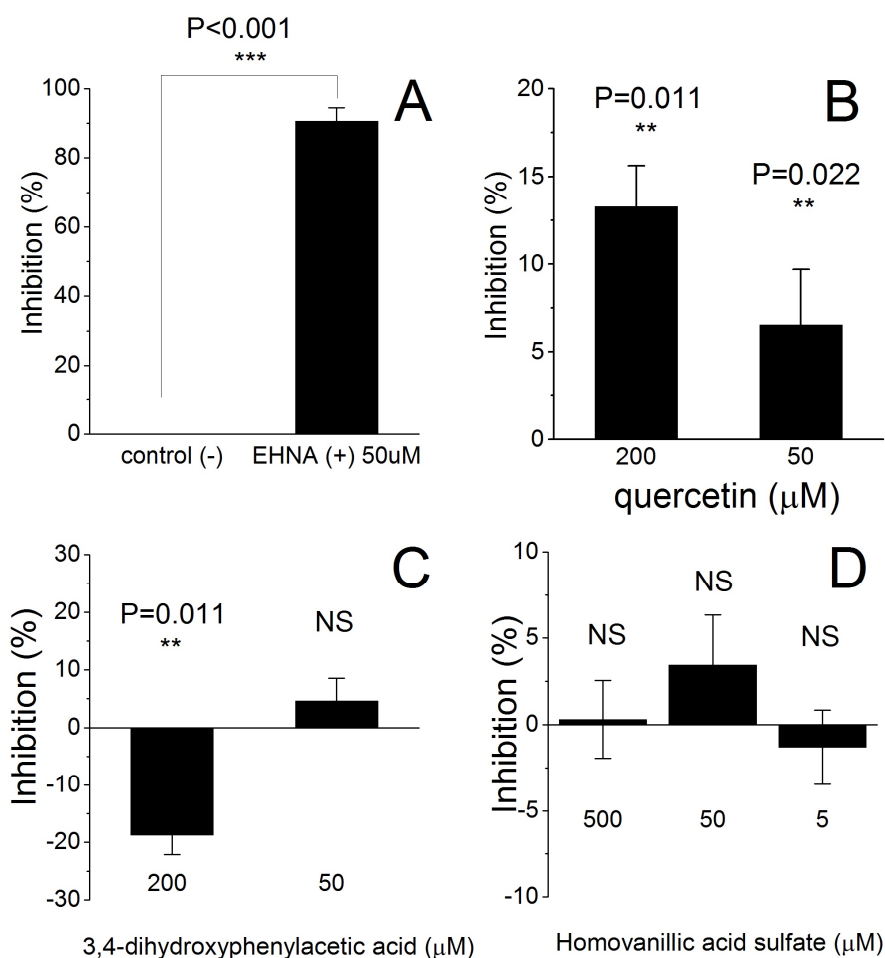 P<0.001
***
A
100
80
60
40
20
0
Inhibition (%)
control (-) EHNA (+) 50uM
B
20
15
10
5
0
Inhibition (%)
P=0.011
**
P=0.022
**
200 50
quercetin (μM)
C
30
20
10
0
-10
-20
-30
Inhibition (%)
P=0.011
**
NS
200 50
3,4-dihydroxyphenylacetic acid (μM)
D
10
5
0
-5
-10
Inhibition (%)
NS
NS
NS
500 50 5
Homovanillic acid sulfate (μM)